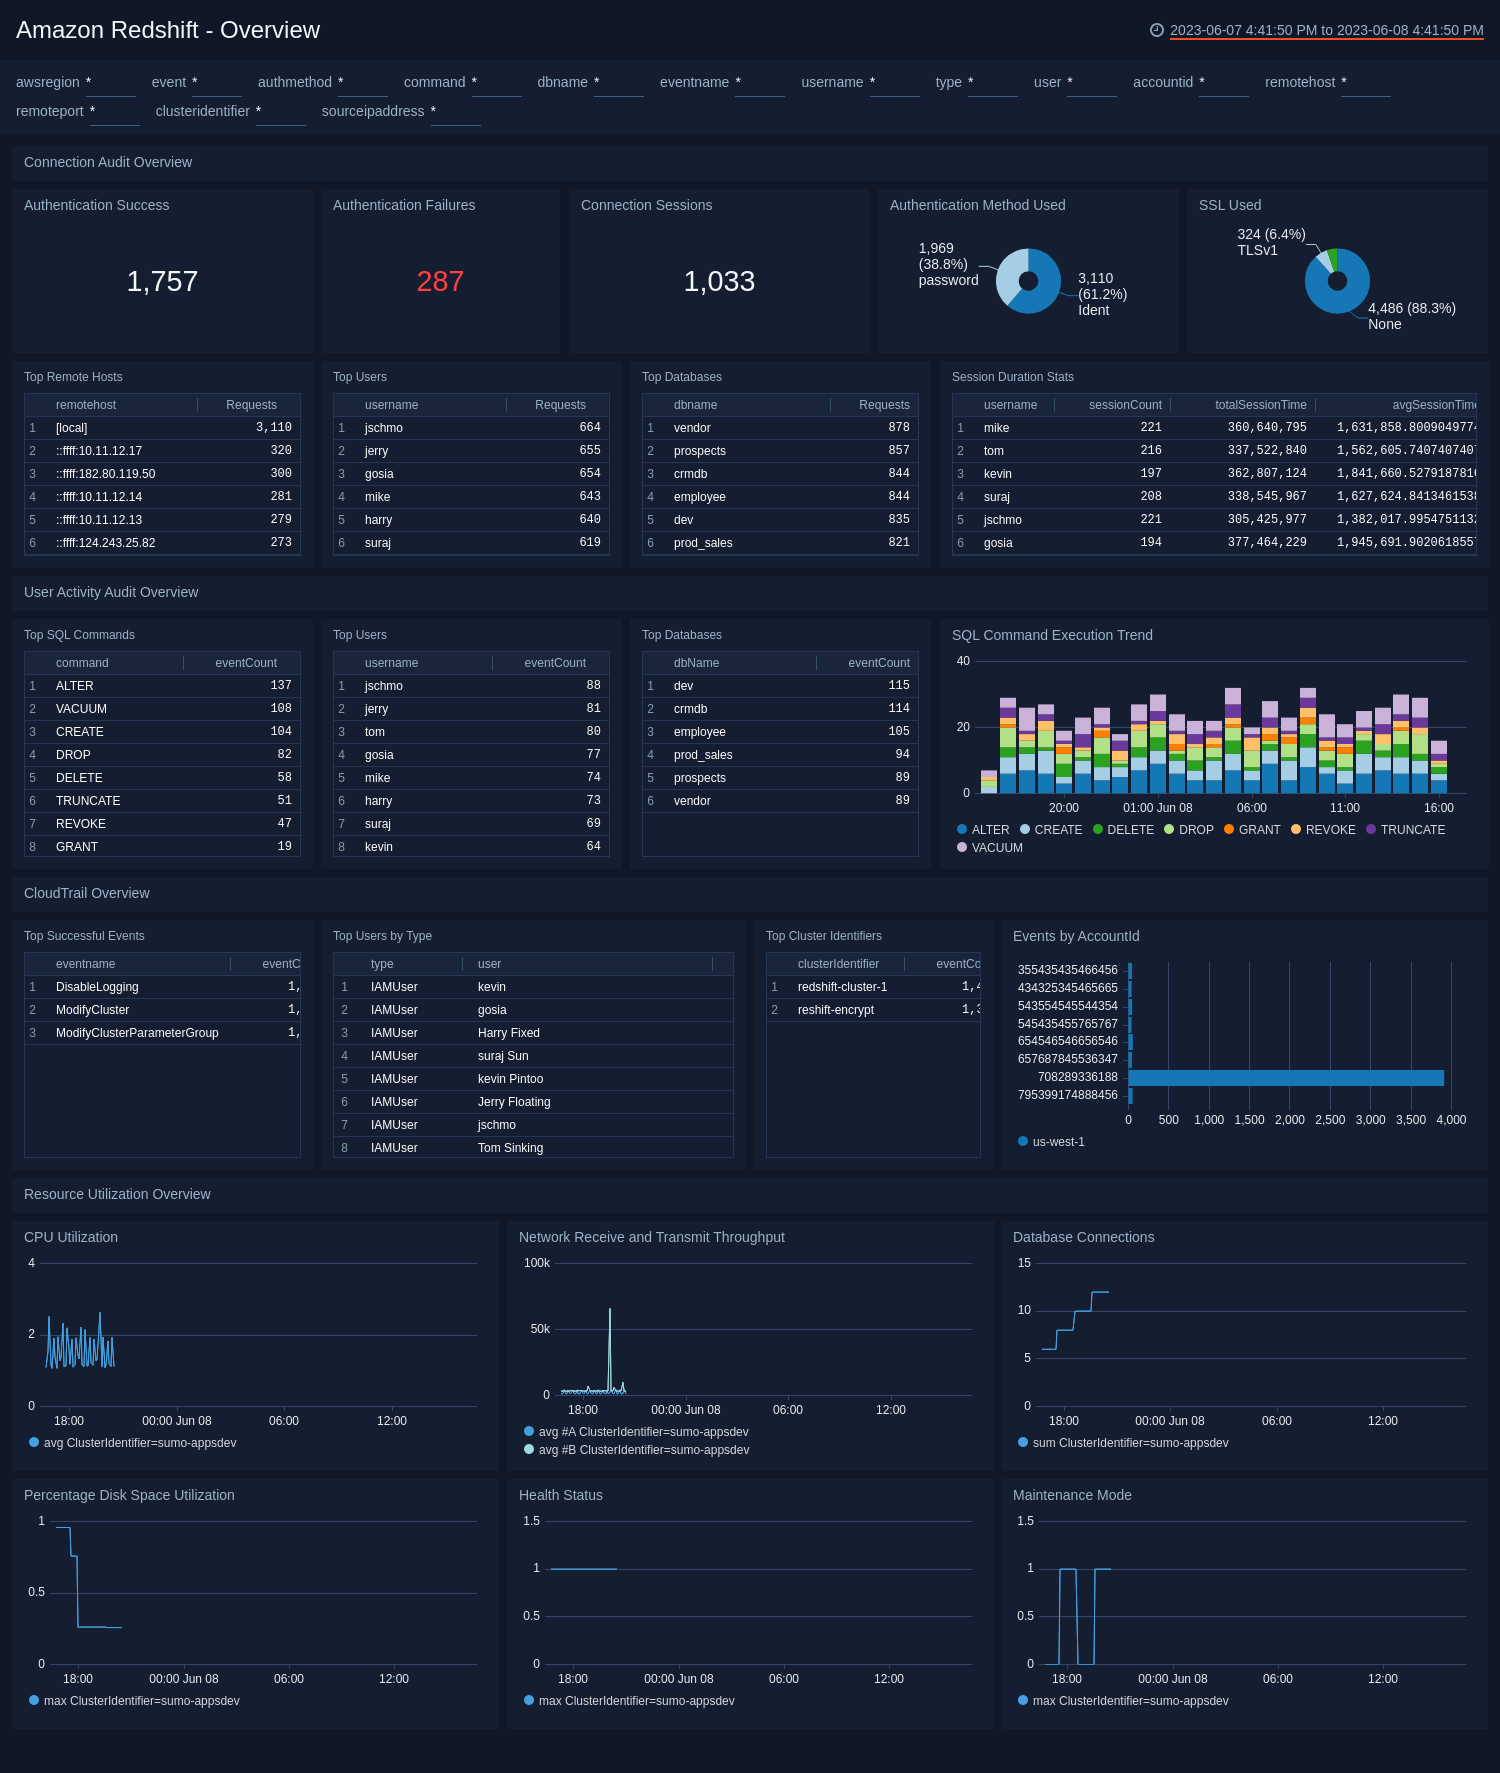 Amazon Redshift - Overview
2023-06-07 4:41:50 PM to 2023-06-08 4:41:50 PM
awsregion * event * authmethod * command * dbname * eventname * username * type * user * accountid * remotehost *
remoteport * clusteridentifier * sourceipaddress *
Connection Audit Overview
Authentication Success
1,757
Authentication Failures
287
Connection Sessions
1,033
Authentication Method Used
1,969
(38.8%)
password
3,110
(61.2%)
Ident
SSL Used
324 (6.4%)
TLSv1
4,486 (88.3%)
None
Top Remote Hosts
remotehost Requests
1 [local] 3,110
2 ::ffff:10.11.12.17 320
3 ::ffff:182.80.119.50 300
4 ::ffff:10.11.12.14 281
5 ::ffff:10.11.12.13 279
6 ::ffff:124.243.25.82 273
Top Users
username Requests
1 jschmo 664
2 jerry 655
3 gosia 654
4 mike 643
5 harry 640
6 suraj 619
Top Databases
dbname Requests
1 vendor 878
2 prospects 857
3 crmdb 844
4 employee 844
5 dev 835
6 prod_sales 821
Session Duration Stats
username sessionCount totalSessionTime avgSessionTime
1 mike 221 360,640,795 1,631,858.8009049774
2 tom 216 337,522,840 1,562,605.7407407407
3 kevin 197 362,807,124 1,841,660.5279187816
4 suraj 208 338,545,967 1,627,624.8413461538
5 jschmo 221 305,425,977 1,382,017.9954751132
6 gosia 194 377,464,229 1,945,691.9020618557
User Activity Audit Overview
Top SQL Commands
command eventCount
1 ALTER 137
2 VACUUM 108
3 CREATE 104
4 DROP 82
5 DELETE 58
6 TRUNCATE 51
7 REVOKE 47
8 GRANT 19
Top Users
username eventCount
1 jschmo 88
2 jerry 81
3 tom 80
4 gosia 77
5 mike 74
6 harry 73
7 suraj 69
8 kevin 64
Top Databases
dbName eventCount
1 dev 115
2 crmdb 114
3 employee 105
4 prod_sales 94
5 prospects 89
6 vendor 89
SQL Command Execution Trend
40
20
0
20:00 01:00 Jun 08 06:00 11:00 16:00
ALTER CREATE DELETE DROP GRANT REVOKE TRUNCATE
VACUUM
CloudTrail Overview
Top Successful Events
eventname eventC
1 DisableLogging 1,
2 ModifyCluster 1,
3 ModifyClusterParameterGroup 1,
Top Users by Type
type user
1 IAMUser kevin
2 IAMUser gosia
3 IAMUser Harry Fixed
4 IAMUser suraj Sun
5 IAMUser kevin Pintoo
6 IAMUser Jerry Floating
7 IAMUser jschmo
8 IAMUser Tom Sinking
Top Cluster Identifiers
clusterIdentifier eventCo
1 redshift-cluster-1 1,4
2 reshift-encrypt 1,3
Events by AccountId
355435435466456
434325345465665
543554545544354
545435455765767
654546546656546
657687845536347
708289336188
795399174888456
0 500 1,000 1,500 2,000 2,500 3,000 3,500 4,000
us-west-1
Resource Utilization Overview
CPU Utilization
4
2
0
18:00 00:00 Jun 08 06:00 12:00
avg ClusterIdentifier=sumo-appsdev
Network Receive and Transmit Throughput
100k
50k
0
18:00 00:00 Jun 08 06:00 12:00
avg #A ClusterIdentifier=sumo-appsdev
avg #B ClusterIdentifier=sumo-appsdev
Database Connections
15
10
5
0
18:00 00:00 Jun 08 06:00 12:00
sum ClusterIdentifier=sumo-appsdev
Percentage Disk Space Utilization
1
0.5
0
18:00 00:00 Jun 08 06:00 12:00
max ClusterIdentifier=sumo-appsdev
Health Status
1.5
1
0.5
0
18:00 00:00 Jun 08 06:00 12:00
max ClusterIdentifier=sumo-appsdev
Maintenance Mode
1.5
1
0.5
0
18:00 00:00 Jun 08 06:00 12:00
max ClusterIdentifier=sumo-appsdev